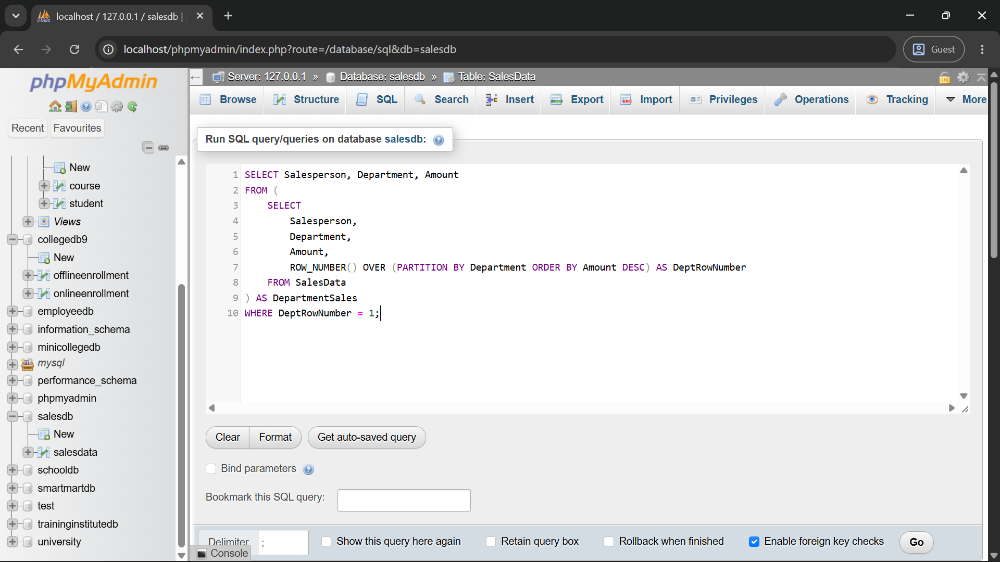 localhost / 127.0.0.1 / salesdb |
localhost/phpmyadmin/index.php?route=/database/sql&db=salesdb
Guest
phpMyAdmin
Recent
Favourites
New
course
student
Views
collegedb9
New
offlineenrollment
onlineenrollment
employeedb
information_schema
minicollegedb
mysql
performance_schema
phpmyadmin
salesdb
New
salesdata
schooldb
smartmartdb
test
traininginstitutedb
university
Server: 127.0.0.1 » Database: salesdb » Table: SalesData
Browse
Structure
SQL
Search
Insert
Export
Import
Privileges
Operations
Tracking
More
Run SQL query/queries on database salesdb:
1 SELECT Salesperson, Department, Amount
2 FROM (
3 SELECT
4 Salesperson,
5 Department,
6 Amount,
7 ROW_NUMBER() OVER (PARTITION BY Department ORDER BY Amount DESC) AS DeptRowNumber
8 FROM SalesData
9 ) AS DepartmentSales
10 WHERE DeptRowNumber = 1;
Clear
Format
Get auto-saved query
Bind parameters
Bookmark this SQL query:
Delimiter ;
Show this query here again
Retain query box
Rollback when finished
Enable foreign key checks
Go
Console